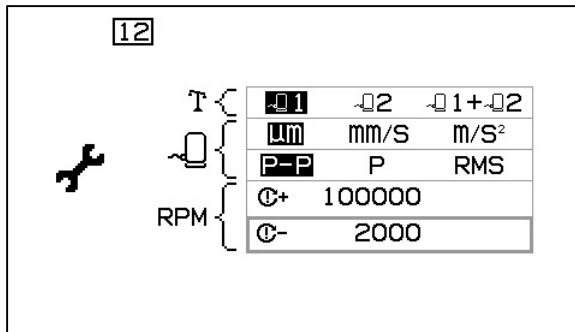 12
1 2 1+2
μm mm/S m/S²
P-P P RMS
+ 100000
RPM
- 2000